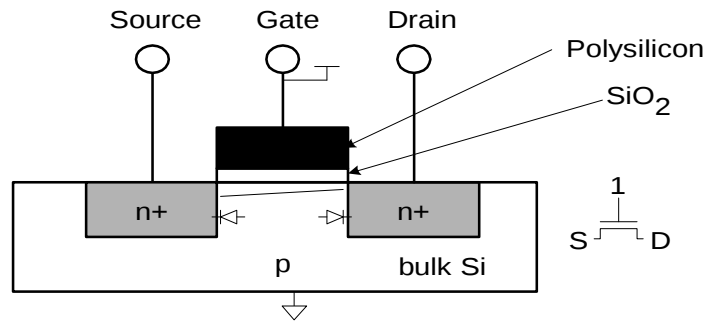 Source Gate Drain
Polysilicon
SiO2
1
n+ n+
S D
p bulk Si